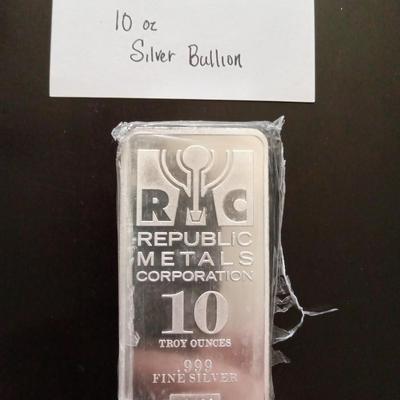 10 oz
Silver Bullion
RMC
REPUBLIC
METALS
CORPORATION
10
TROY OUNCES
.999
FINE SILVER